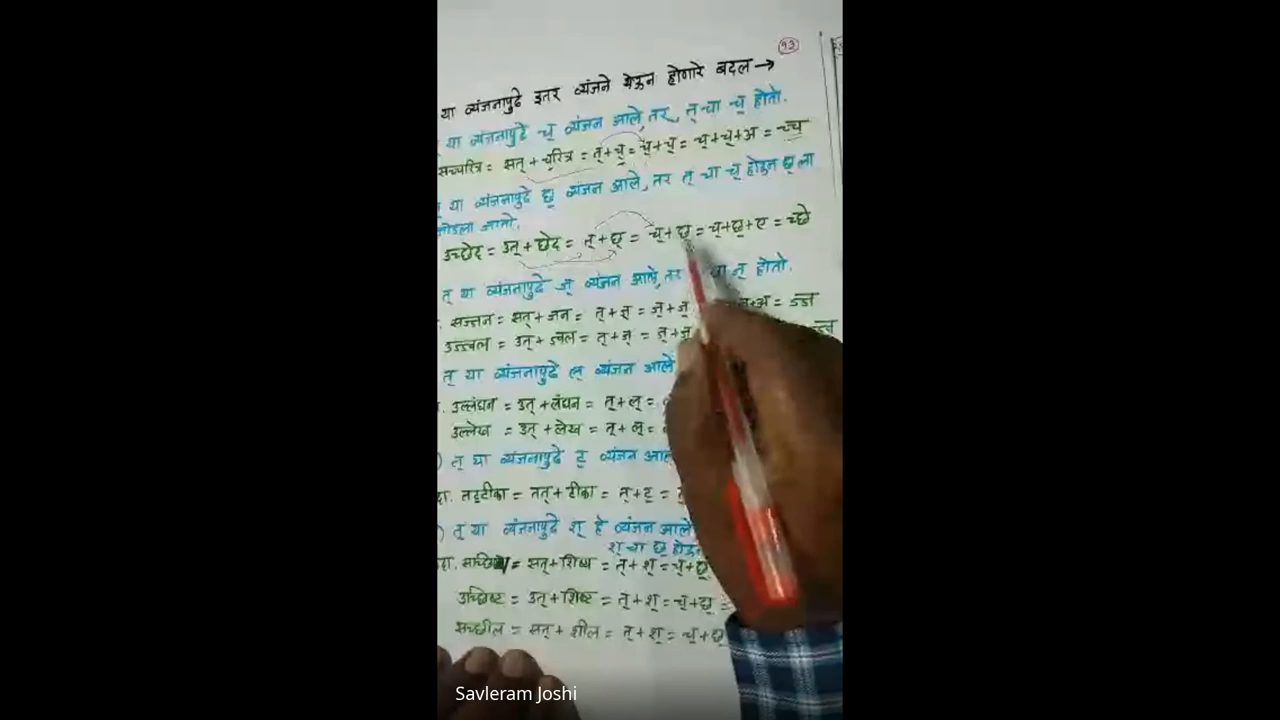 १३
या व्यंजनापुढे इतर व्यंजने येऊन होणारे बदल →
या व्यंजनापुढे च् व्यंजन आले, तर, त् चा च् होतो.
सच्चरित्र = सत् + चरित्र = त् + च् = च् + च् = च् + च् + अ = च्च
त् या व्यंजनापुढे छ् व्यंजन आले, तर त् चा च् होऊन छ् ला
जोडला जातो.
उच्छेद = उत् + छेद = त् + छ् = च् + छ् = च् + छ् + ए = च्छे
त् या व्यंजनापुढे ज् व्यंजन आले, तर चा ज् होतो.
सज्जन = सत् + जन = त् + ज् = ज् + ज् + अ = ज्ज
उज्ज्वल = उत् + ज्वल = त् + ज् = ज् + ज्
त् या व्यंजनापुढे ल् व्यंजन आले
उल्लंघन = उत् + लंघन = त् + ल् =
उल्लेख = उत् + लेख = त् + ल् =
त् या व्यंजनापुढे ट् व्यंजन आले
दा. तट्टीका = तत् + टीका = त् + ट् =
त् या व्यंजनापुढे श् हे व्यंजन आले
श् चा छ् होऊन
दा. = सत् + शिष्य = त् + श् = च् + छ्
उच्छिष्ट = उत् + शिष्ट = त् + श् = च् + छ् =
सच्छील = सत् + शील = त् + श् = च् + छ्
Savleram Joshi